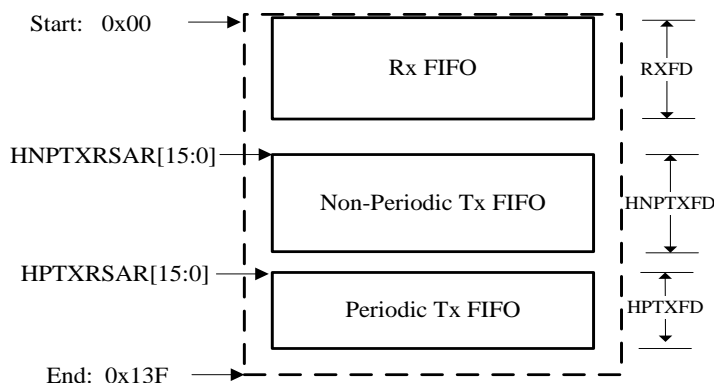 Start: 0x00
Rx FIFO
RXFD
HNPTXRSAR[15:0]
Non-Periodic Tx FIFO
HNPTXFD
HPTXRSAR[15:0]
Periodic Tx FIFO
HPTXFD
End: 0x13F